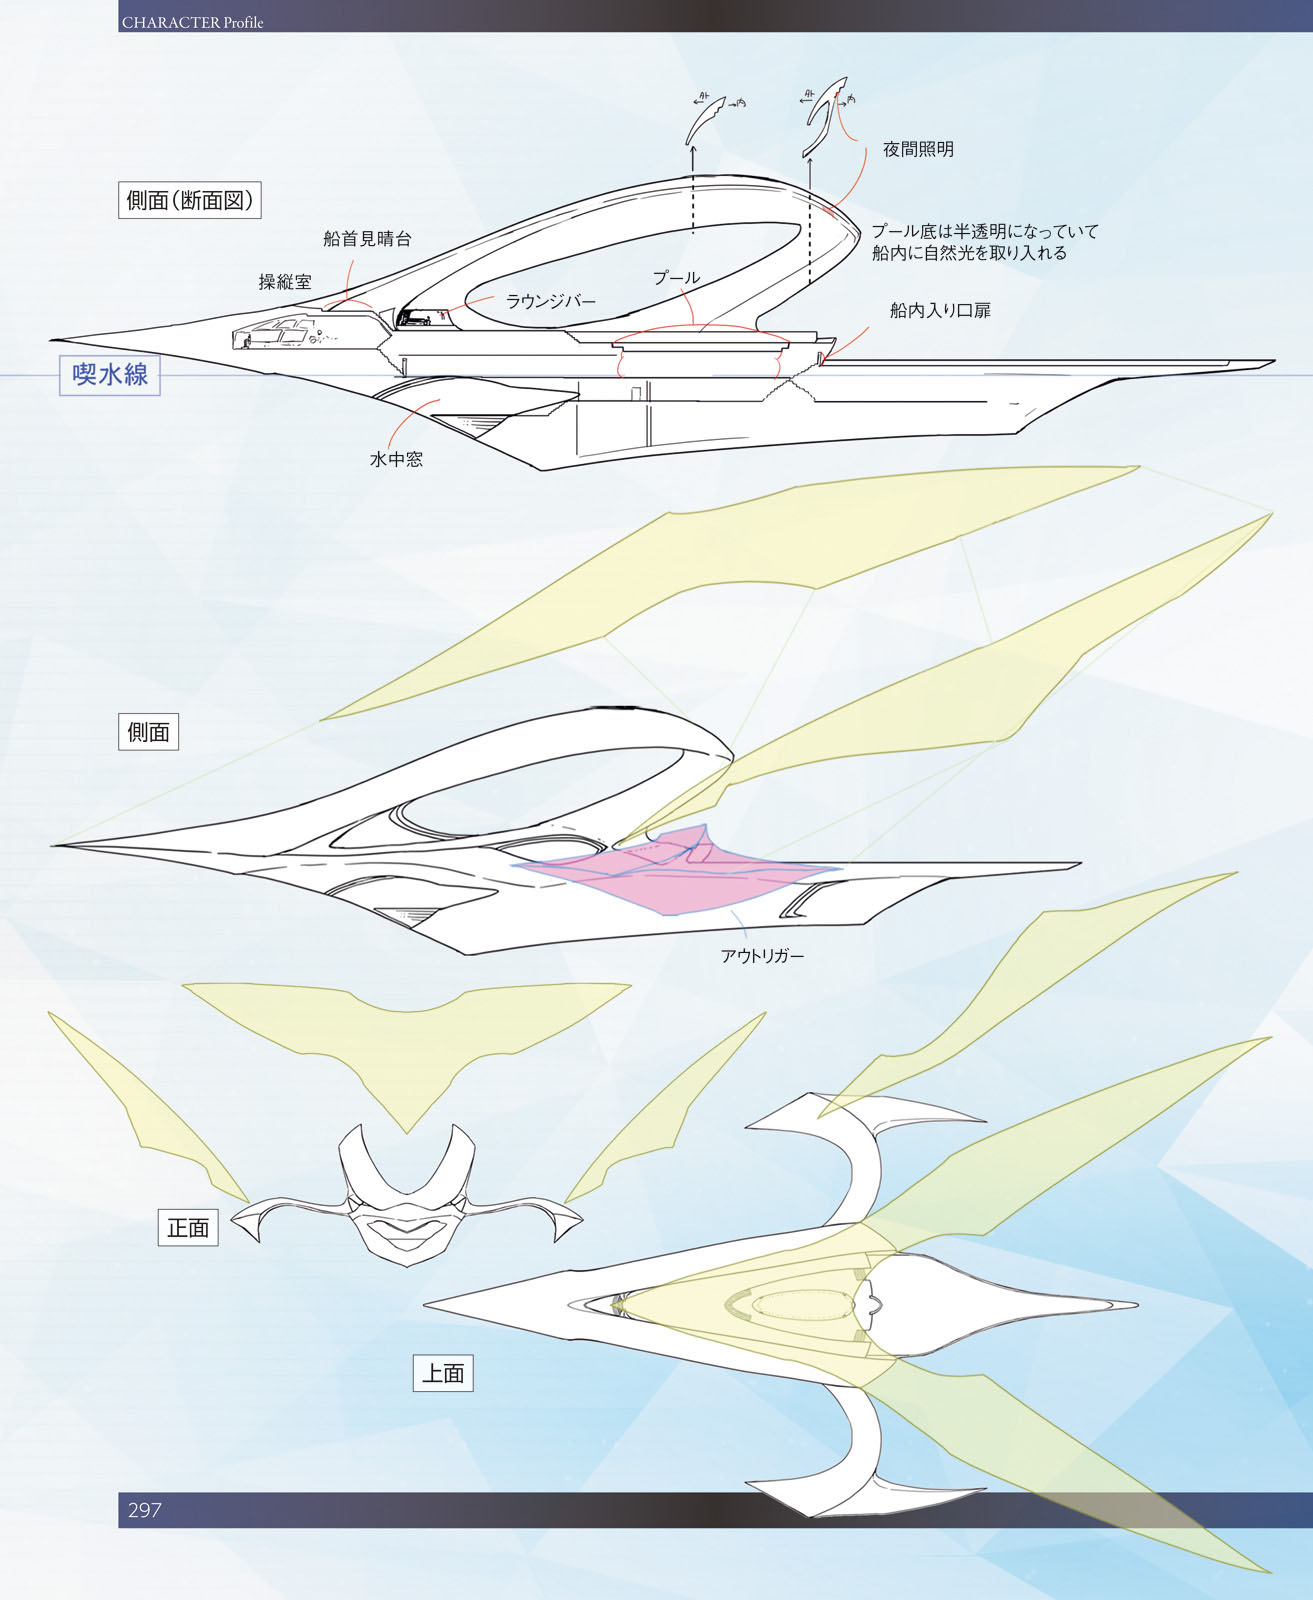 CHARACTER Profile
外
内
外
内
夜間照明
側面(断面図)
船首見晴台
プール底は半透明になっていて
船内に自然光を取り入れる
操縦室
プール
ラウンジバー
船内入り口扉
喫水線
水中窓
側面
アウトリガー
正面
上面
297